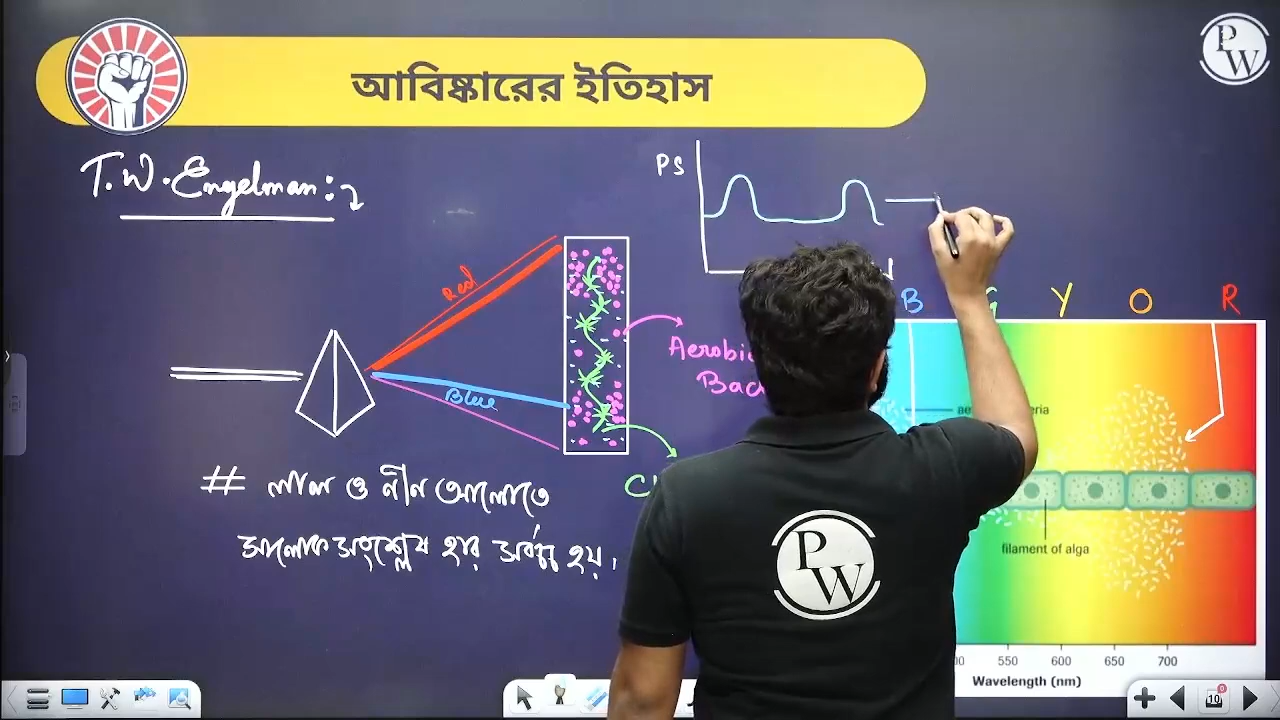 আবিষ্কারের ইতিহাস
P
W
T.W.Engelman:
PS
Red
Blue
B
G
Y
O
R
Aerobic
Bac
# লাল ও নীল আলোতে
আলোক সংশ্লেষ হার সর্বোচ্চ হয়।
filament of alga
P
W
550
600
650
700
Wavelength (nm)